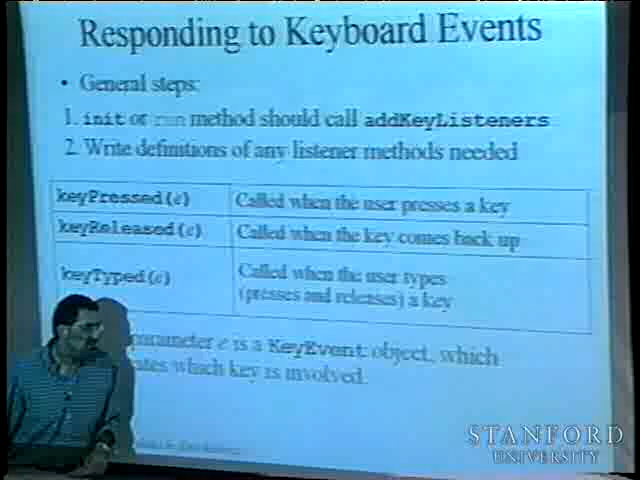 Responding to Keyboard Events
• General steps:
1. init or run method should call addKeyListeners
2. Write definitions of any listener methods needed
keyPressed(e) Called when the user presses a key
keyReleased(e) Called when the key comes back up
keyTyped(e) Called when the user types
(presses and releases) a key
parameter e is a KeyEvent object, which
which key is involved.
STANFORD
UNIVERSITY